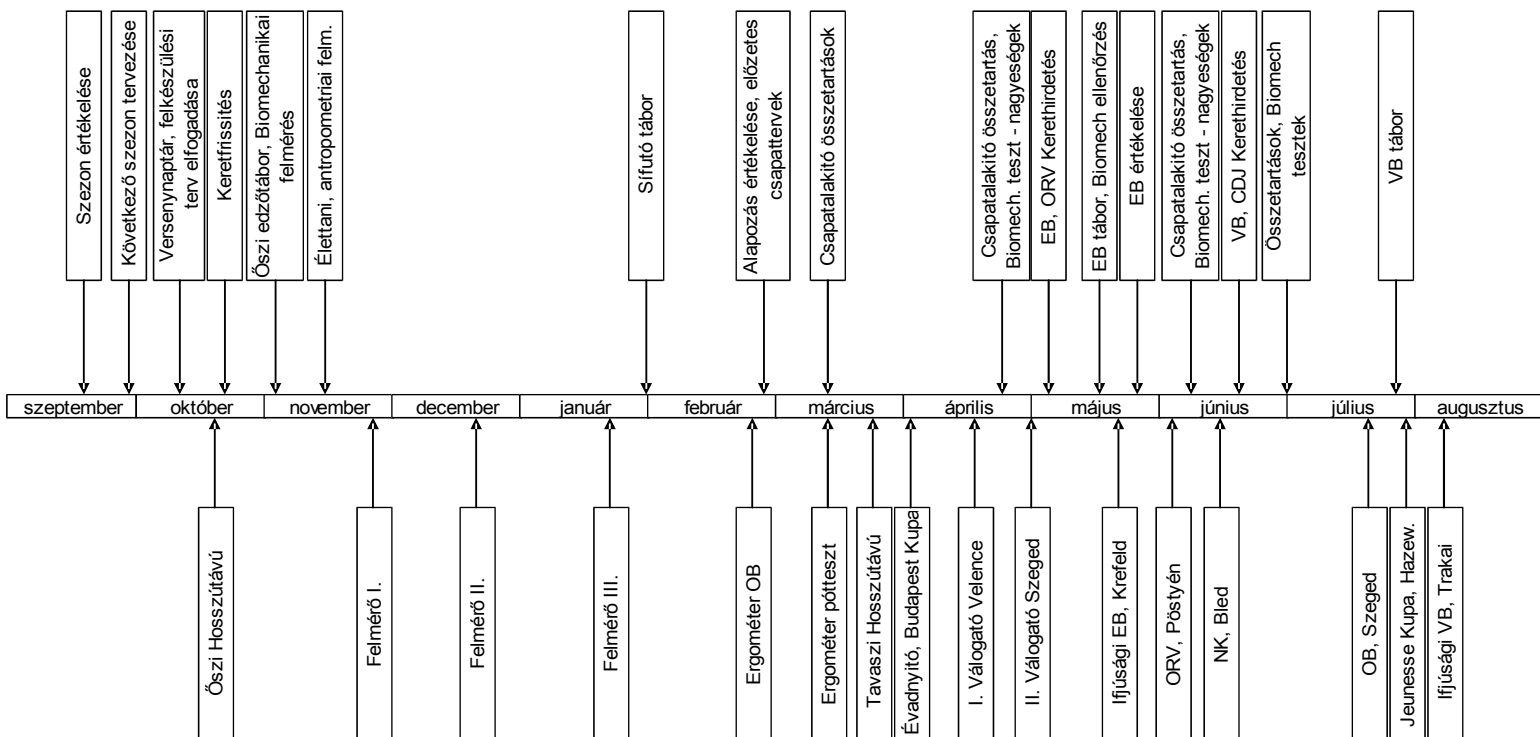 Szezon értékelése
Következő szezon tervezése
Versenynaptár, felkészülési
terv elfogadása
Keretfrissítés
Őszi edzőtábor, Biomechanikai
felmérés
Élettani, antropometriai felm.
Sífutó tábor
Alapozás értékelése, előzetes
csapattervek
Csapatalakító összetartások
Csapatalakító összetartás,
Biomech. teszt - nagyeségek
EB, ORV Kerethirdetés
EB tábor, Biomech ellenőrzés
EB értékelése
Csapatalakító összetartás,
Biomech. teszt - nagyeségek
VB, CDJ Kerethirdetés
Összetartások, Biomech
tesztek
VB tábor
szeptember
október
november
december
január
február
március
április
május
június
július
augusztus
Őszi Hosszútávú
Felmérő I.
Felmérő II.
Felmérő III.
Ergométer OB
Ergométer pótteszt
Tavaszi Hosszútávú
Évadnyitó, Budapest Kupa
I. Válogató Velence
II. Válogató Szeged
Ifjúsági EB, Krefeld
ORV, Pöstyén
NK, Bled
OB, Szeged
Jeunesse Kupa, Hazew.
Ifjúsági VB, Trakai